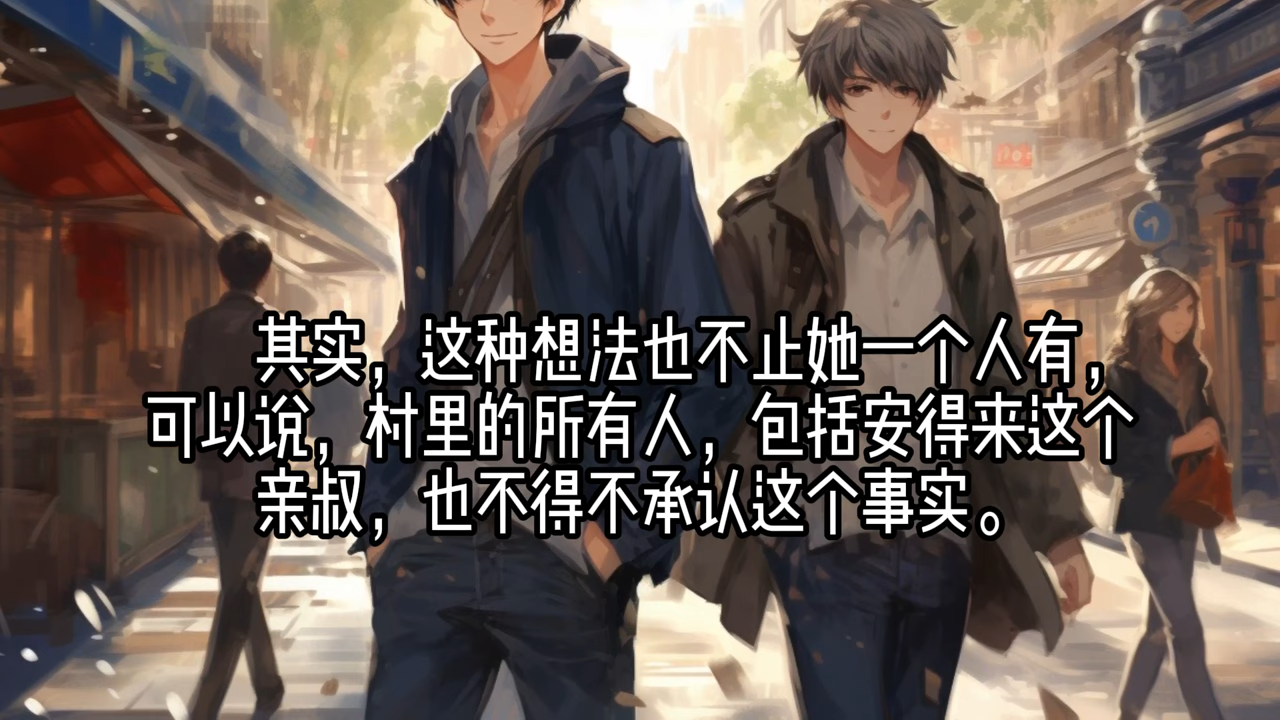 其实，这种想法也不止她一个人有，
可以说，村里的所有人，包括安得来这个
亲叔，也不得不承认这个事实。